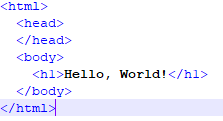 <html>
  <head>
  </head>
  <body>
    <h1>Hello, World!</h1>
  </body>
</html>